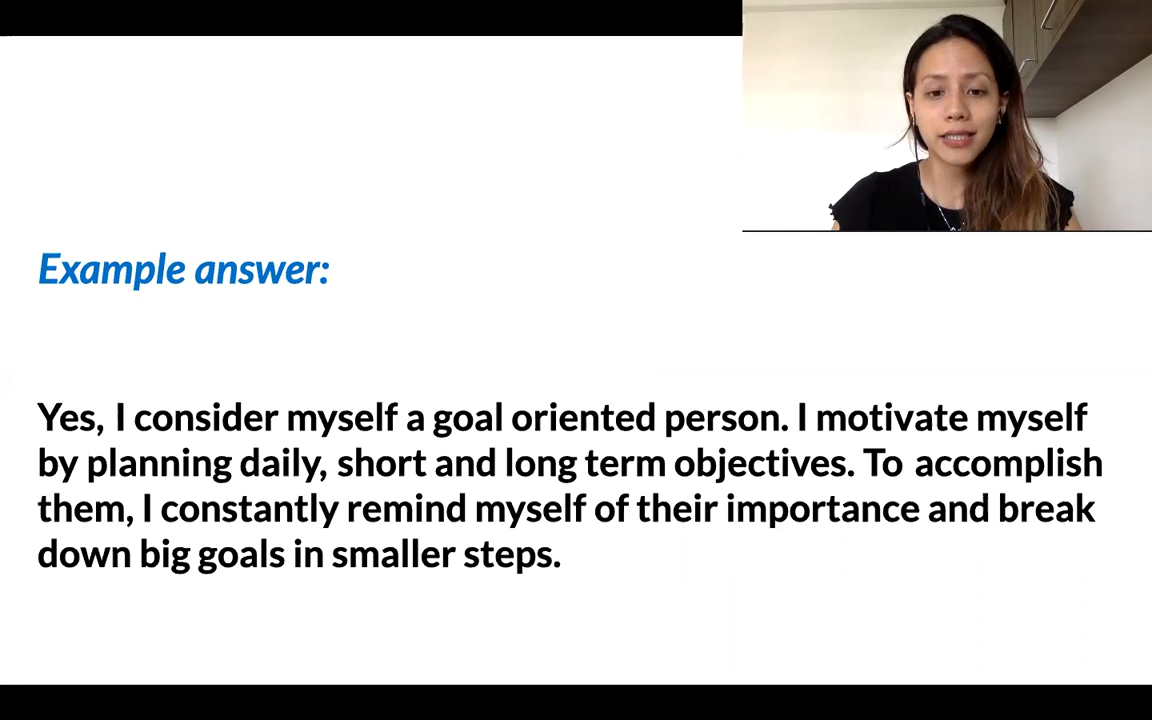 Example answer:
Yes, I consider myself a goal oriented person. I motivate myself
by planning daily, short and long term objectives. To accomplish
them, I constantly remind myself of their importance and break
down big goals in smaller steps.